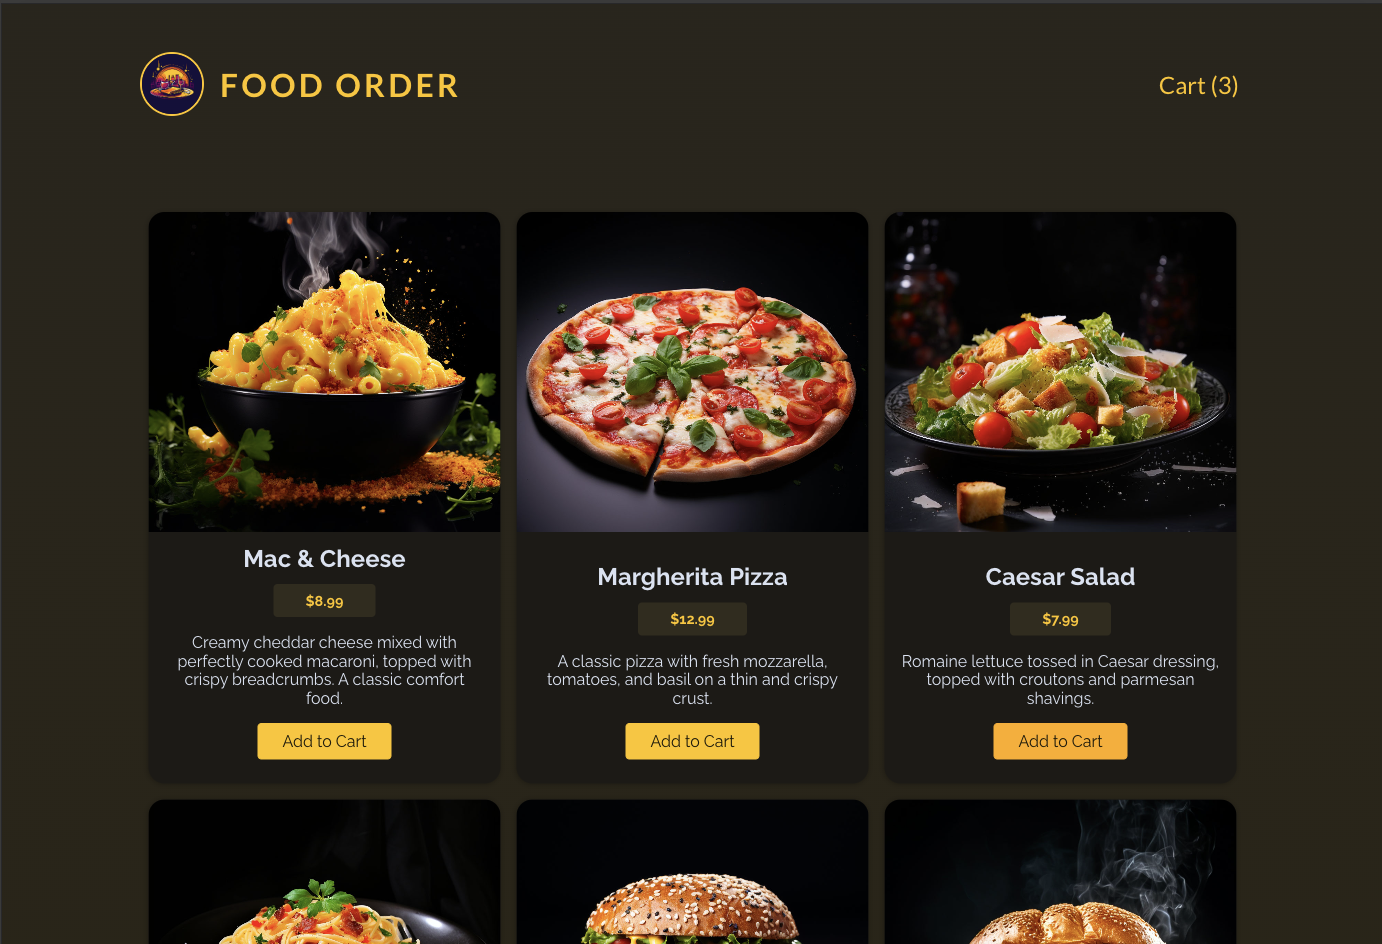 FOOD ORDER
Cart (3)
Mac & Cheese
$8.99
Creamy cheddar cheese mixed with
perfectly cooked macaroni, topped with
crispy breadcrumbs. A classic comfort
food.
Add to Cart
Margherita Pizza
$12.99
A classic pizza with fresh mozzarella,
tomatoes, and basil on a thin and crispy
crust.
Add to Cart
Caesar Salad
$7.99
Romaine lettuce tossed in Caesar dressing,
topped with croutons and parmesan
shavings.
Add to Cart